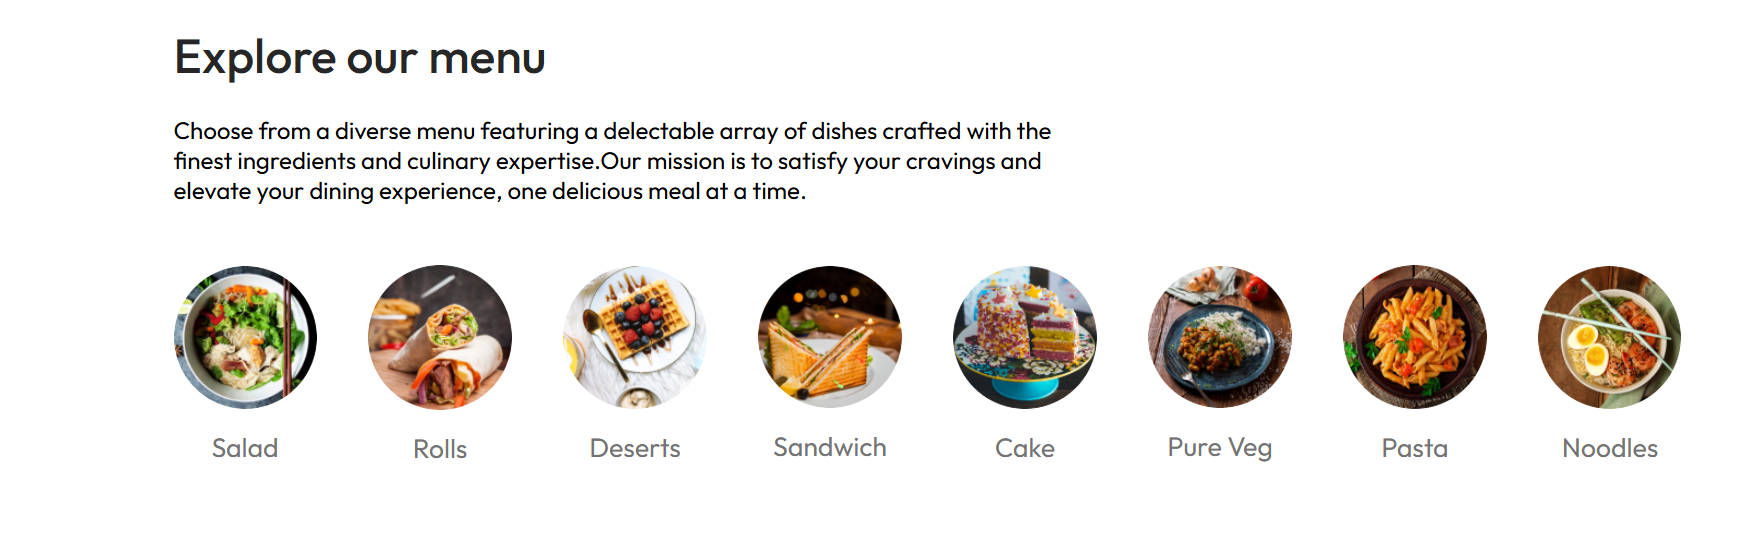 Explore our menu
Choose from a diverse menu featuring a delectable array of dishes crafted with the
finest ingredients and culinary expertise.Our mission is to satisfy your cravings and
elevate your dining experience, one delicious meal at a time.
Salad
Rolls
Deserts
Sandwich
Cake
Pure Veg
Pasta
Noodles